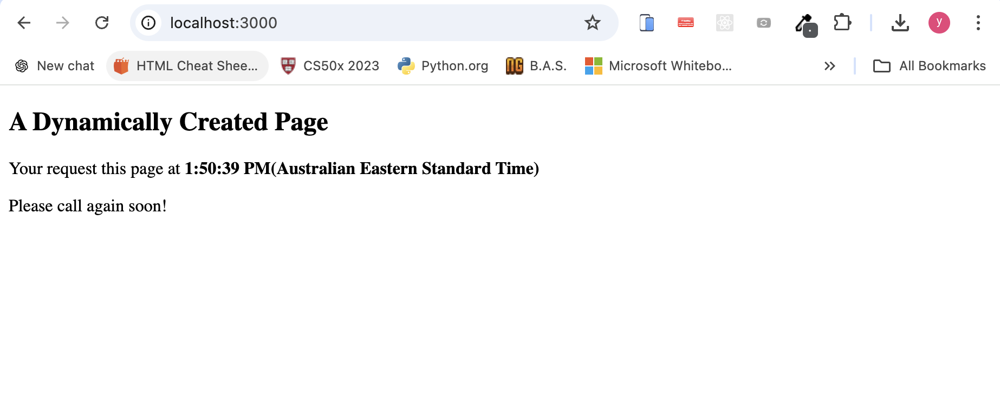 localhost:3000
y
New chat
HTML Cheat Shee...
CS50x 2023
Python.org
B.A.S.
Microsoft Whitebo...
All Bookmarks
A Dynamically Created Page
Your request this page at 1:50:39 PM(Australian Eastern Standard Time)
Please call again soon!